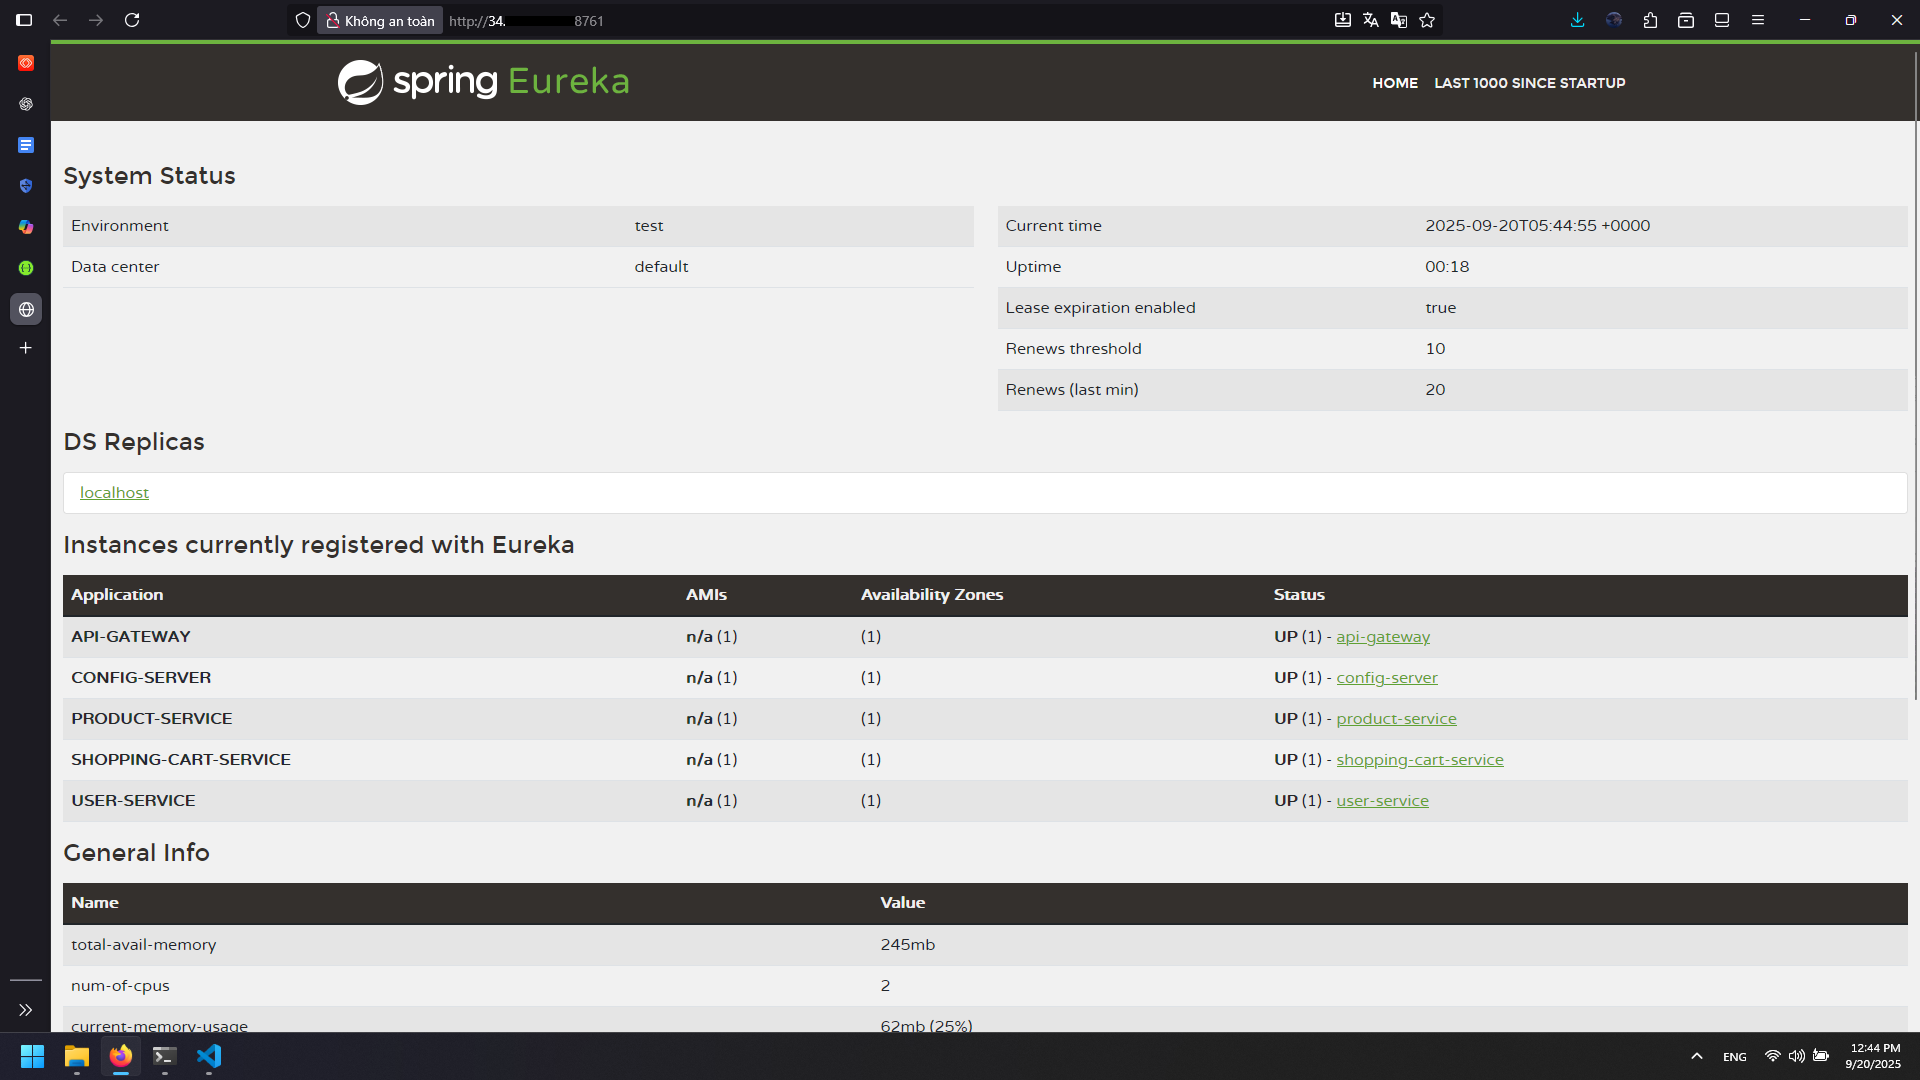 Không an toàn
http://34.
8761
spring Eureka
HOME
LAST 1000 SINCE STARTUP
System Status
Environment test
Data center default
Current time 2025-09-20T05:44:55 +0000
Uptime 00:18
Lease expiration enabled true
Renews threshold 10
Renews (last min) 20
DS Replicas
localhost
Instances currently registered with Eureka
Application AMIs Availability Zones Status
API-GATEWAY n/a (1) (1) UP (1) - api-gateway
CONFIG-SERVER n/a (1) (1) UP (1) - config-server
PRODUCT-SERVICE n/a (1) (1) UP (1) - product-service
SHOPPING-CART-SERVICE n/a (1) (1) UP (1) - shopping-cart-service
USER-SERVICE n/a (1) (1) UP (1) - user-service
General Info
Name Value
total-avail-memory 245mb
num-of-cpus 2
current-memory-usage 62mb (25%)
ENG
12:44 PM
9/20/2025